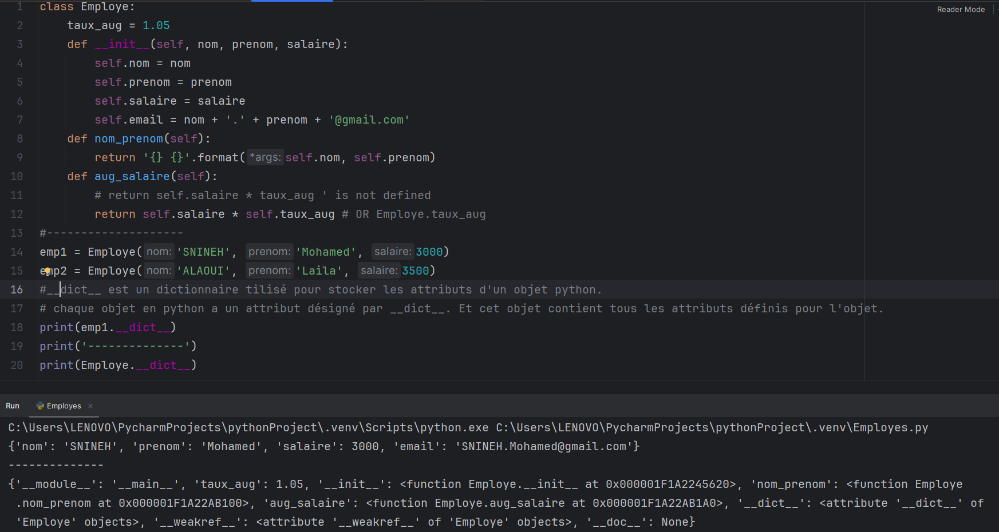 Reader Mode
1 class Employe:
2 taux_aug = 1.05
3 def __init__(self, nom, prenom, salaire):
4 self.nom = nom
5 self.prenom = prenom
6 self.salaire = salaire
7 self.email = nom + '.' + prenom + '@gmail.com'
8 def nom_prenom(self):
9 return '{} {}'.format(*args: self.nom, self.prenom)
10 def aug_salaire(self):
11 # return self.salaire * taux_aug ' is not defined
12 return self.salaire * self.taux_aug # OR Employe.taux_aug
13 #--------------------
14 emp1 = Employe(nom: 'SNINEH', prenom: 'Mohamed', salaire: 3000)
15 emp2 = Employe(nom: 'ALAOUI', prenom: 'Laila', salaire: 3500)
16 #__dict__ est un dictionnaire tilisé pour stocker les attributs d'un objet python.
17 # chaque objet en python a un attribut désigné par __dict__. Et cet objet contient tous les attributs définis pour l'objet.
18 print(emp1.__dict__)
19 print('--------------')
20 print(Employe.__dict__)
Run Employes ×
C:\Users\LENOVO\PycharmProjects\pythonProject\.venv\Scripts\python.exe C:\Users\LENOVO\PycharmProjects\pythonProject\.venv\Employes.py
{'nom': 'SNINEH', 'prenom': 'Mohamed', 'salaire': 3000, 'email': 'SNINEH.Mohamed@gmail.com'}
--------------
{'__module__': '__main__', 'taux_aug': 1.05, '__init__': <function Employe.__init__ at 0x000001F1A2245620>, 'nom_prenom': <function Employe
.nom_prenom at 0x000001F1A22AB100>, 'aug_salaire': <function Employe.aug_salaire at 0x000001F1A22AB1A0>, '__dict__': <attribute '__dict__' of
'Employe' objects>, '__weakref__': <attribute '__weakref__' of 'Employe' objects>, '__doc__': None}